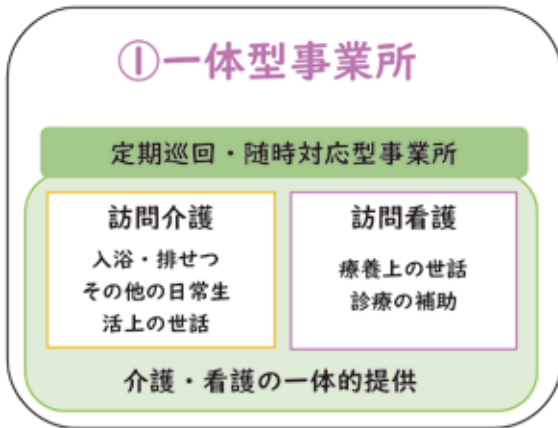 ①一体型事業所
定期巡回・随時対応型事業所
訪問介護
入浴・排せつ
その他の日常生
活上の世話
訪問看護
療養上の世話
診療の補助
介護・看護の一体的提供